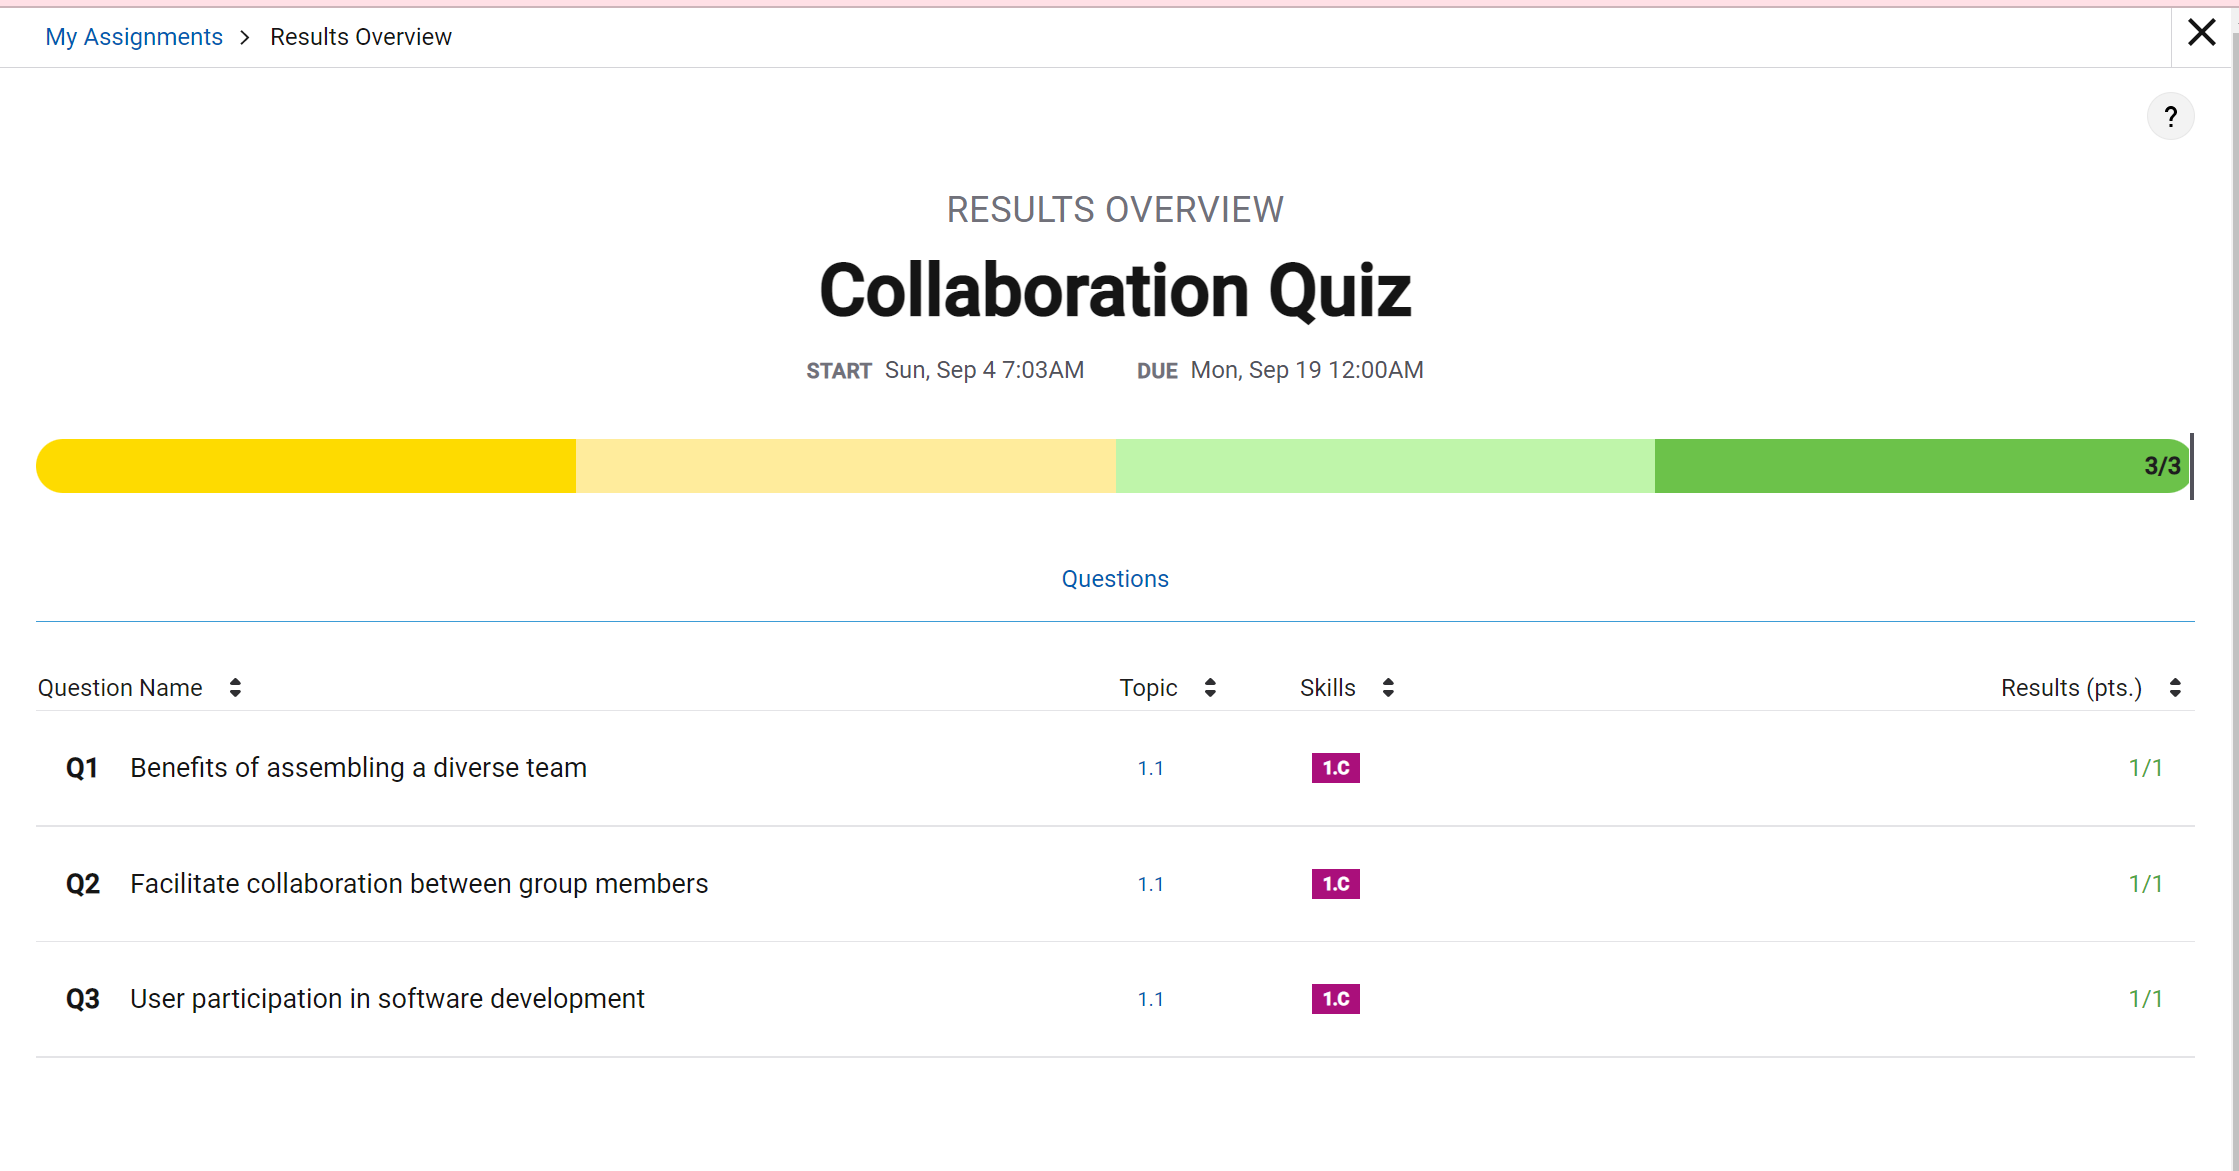 My Assignments > Results Overview
?
RESULTS OVERVIEW
Collaboration Quiz
START Sun, Sep 4 7:03AM DUE Mon, Sep 19 12:00AM
3/3
Questions
Question Name Topic Skills Results (pts.)
Q1 Benefits of assembling a diverse team 1.1 1.C 1/1
Q2 Facilitate collaboration between group members 1.1 1.C 1/1
Q3 User participation in software development 1.1 1.C 1/1